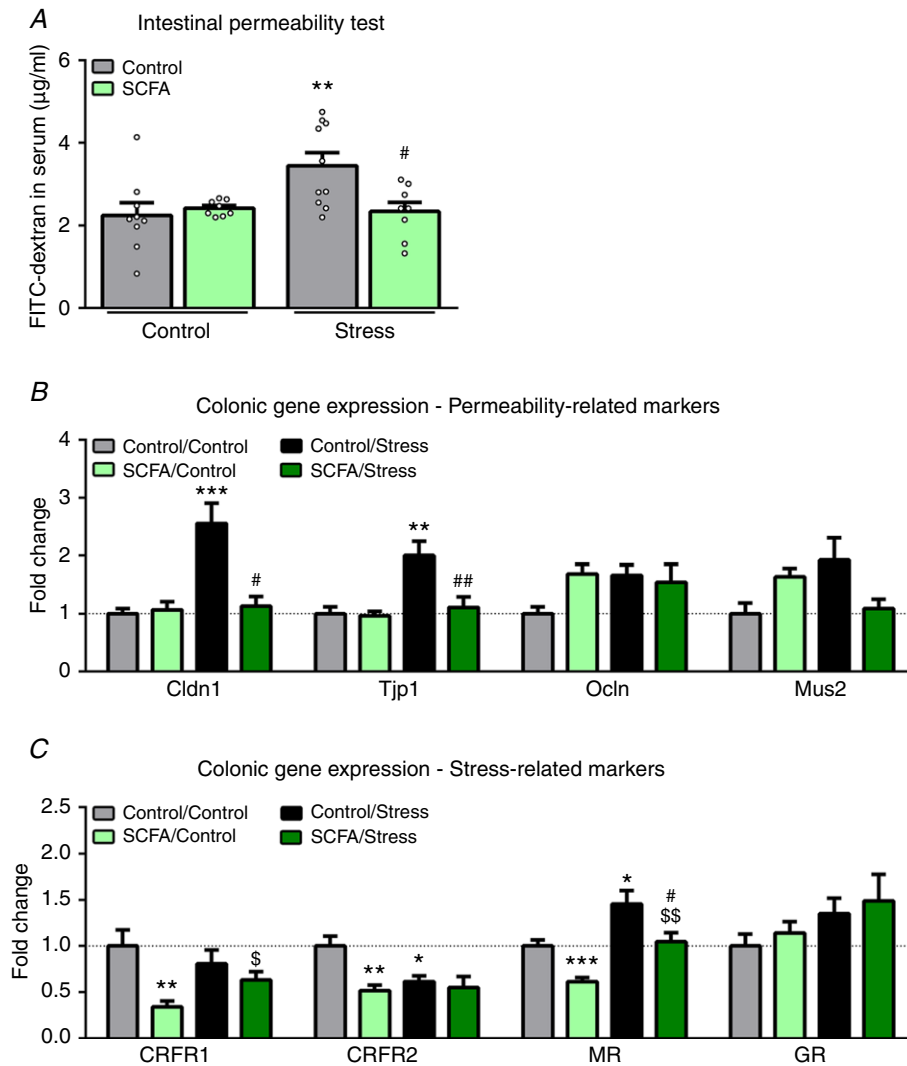 A
Intestinal permeability test
FITC-dextran in serum (µg/ml)
6
4
2
0
Control
SCFA
**
#
Control
Stress
B
Colonic gene expression - Permeability-related markers
Fold change
4
3
2
1
0
Control/Control
Control/Stress
SCFA/Control
SCFA/Stress
***
#
**
##
Cldn1
Tjp1
Ocln
Mus2
C
Colonic gene expression - Stress-related markers
Fold change
2.5
2.0
1.5
1.0
0.5
0.0
Control/Control
Control/Stress
SCFA/Control
SCFA/Stress
**
$
**
*
***
*
#
$$
CRFR1
CRFR2
MR
GR